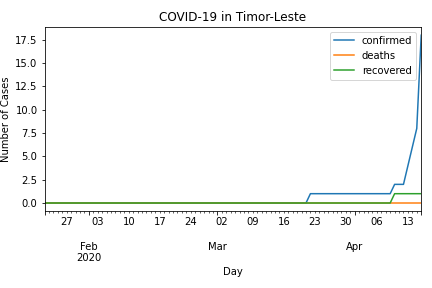 COVID-19 in Timor-Leste
confirmed
deaths
recovered
17.5
15.0
12.5
10.0
7.5
5.0
2.5
0.0
Number of Cases
27 03 10 17 24 02 09 16 23 30 06 13
Feb Mar Apr
2020
Day